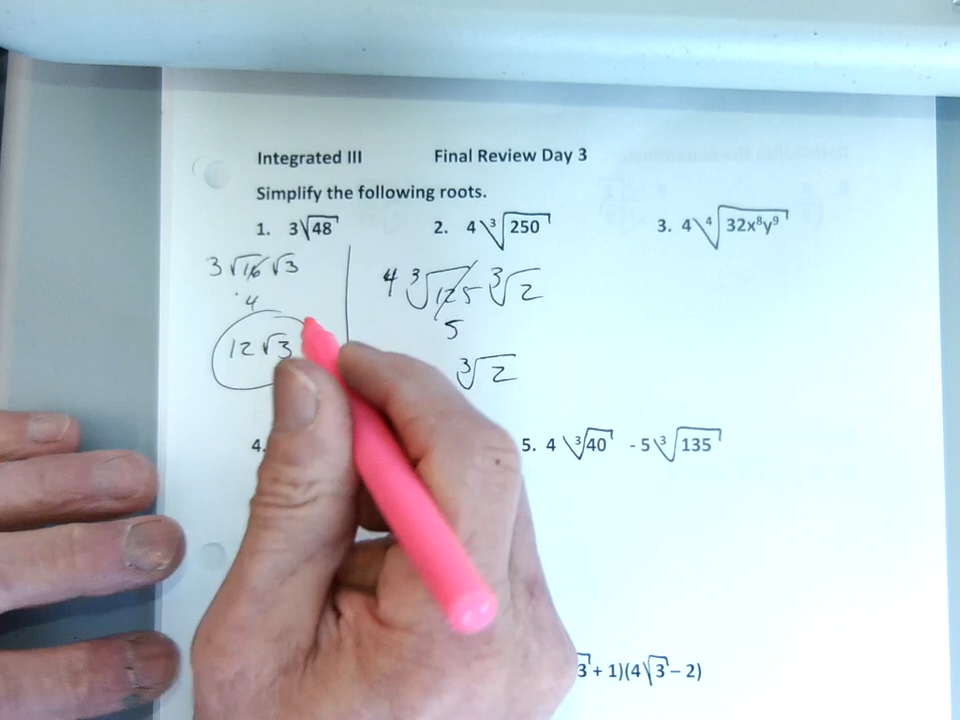 Integrated III Final Review Day 3
Simplify the following roots.
1. 3√48 2. 4∛250 3. 4∜32x⁸y⁹
3√16 √3 4 ∛125 ∛2
4 5
12√3 ∛2
4. 5. 4 ∛40 - 5∛135
3 + 1)(4√3 - 2)